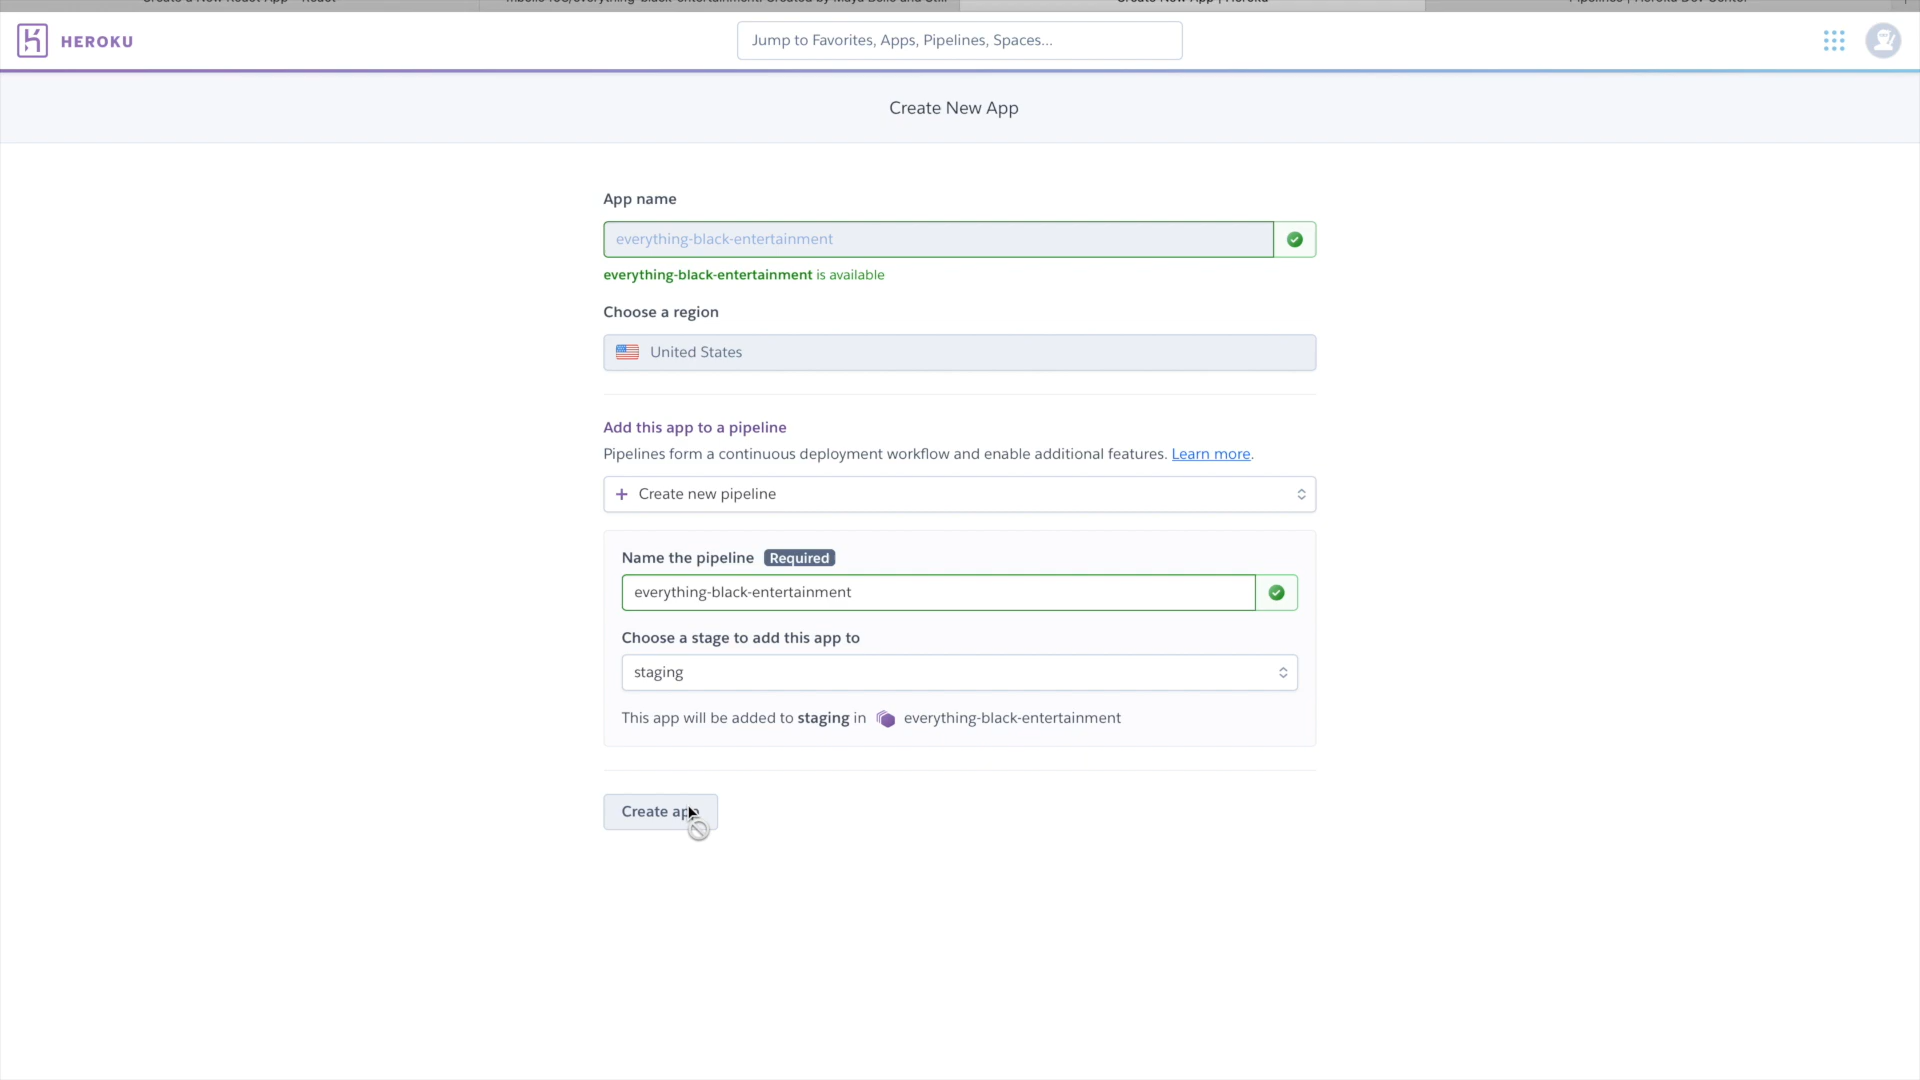 HEROKU
Jump to Favorites, Apps, Pipelines, Spaces...
Create New App
App name
everything-black-entertainment
everything-black-entertainment is available
Choose a region
United States
Add this app to a pipeline
Pipelines form a continuous deployment workflow and enable additional features. Learn more.
Create new pipeline
Name the pipeline Required
everything-black-entertainment
Choose a stage to add this app to
staging
This app will be added to staging in everything-black-entertainment
Create